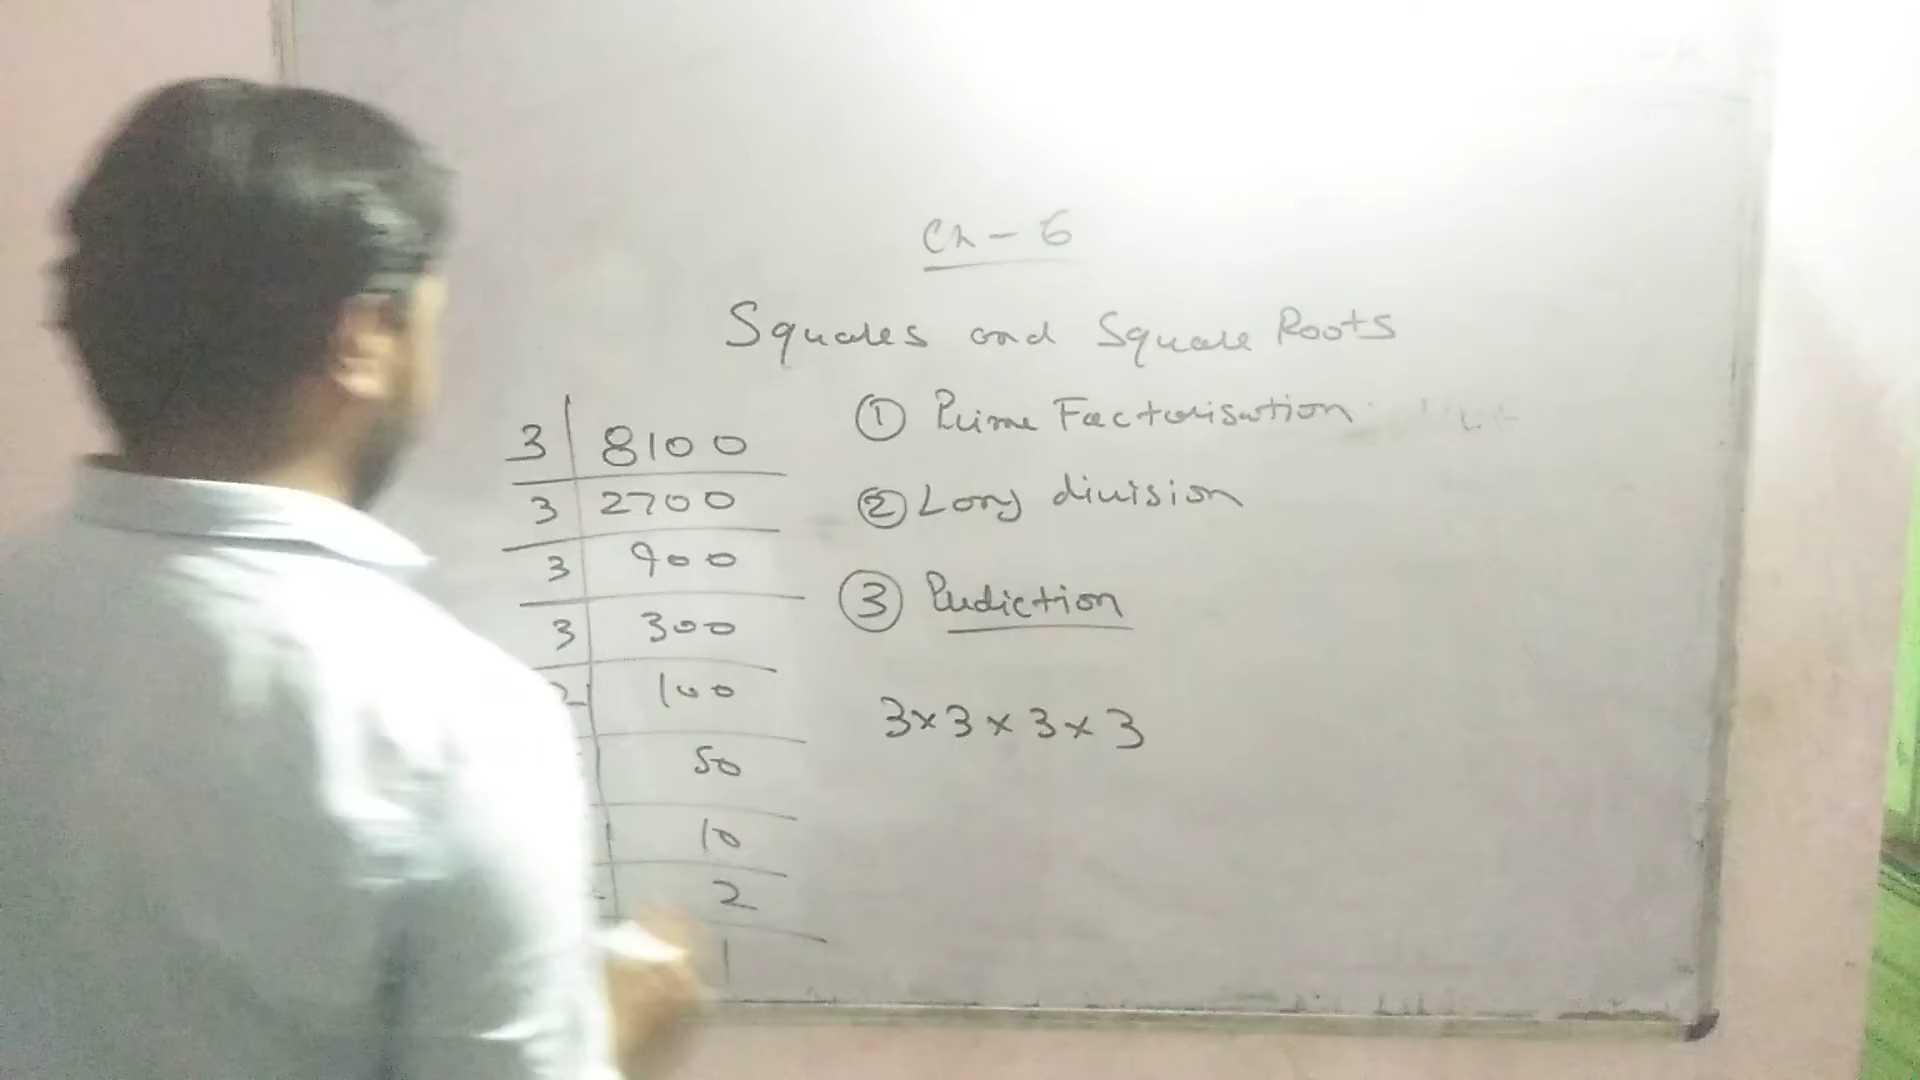 Ch - 6
Squares and Square Roots
① Prime Factorisation
② Long division
③ Prediction
3 | 8100
3 | 2700
3 | 900
3 | 300
2 | 100
50
10
2
1
3 × 3 × 3 × 3